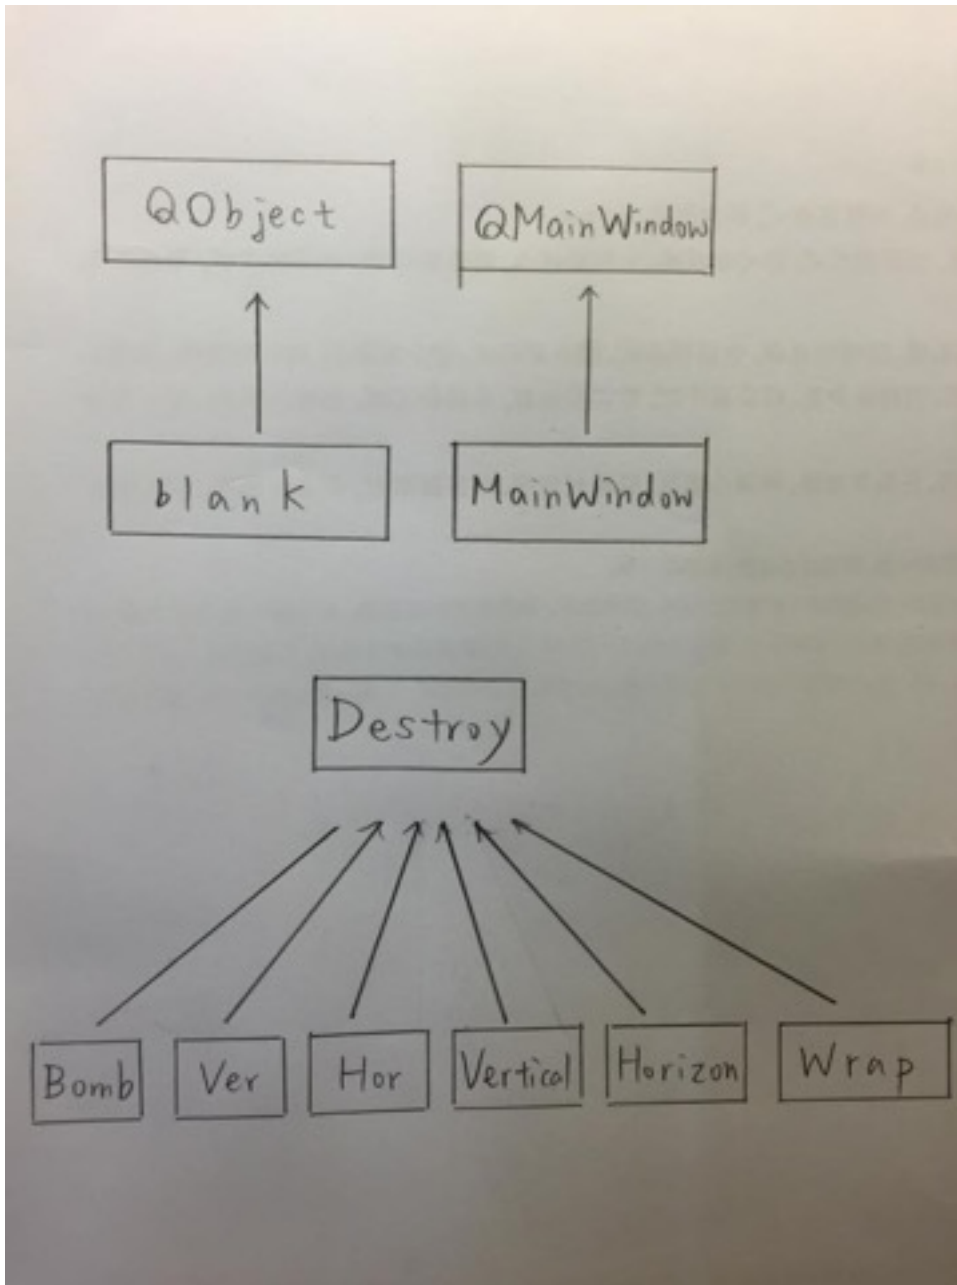 QObject
QMainWindow
blank
MainWindow
Destroy
Bomb
Ver
Hor
Vertical
Horizon
Wrap